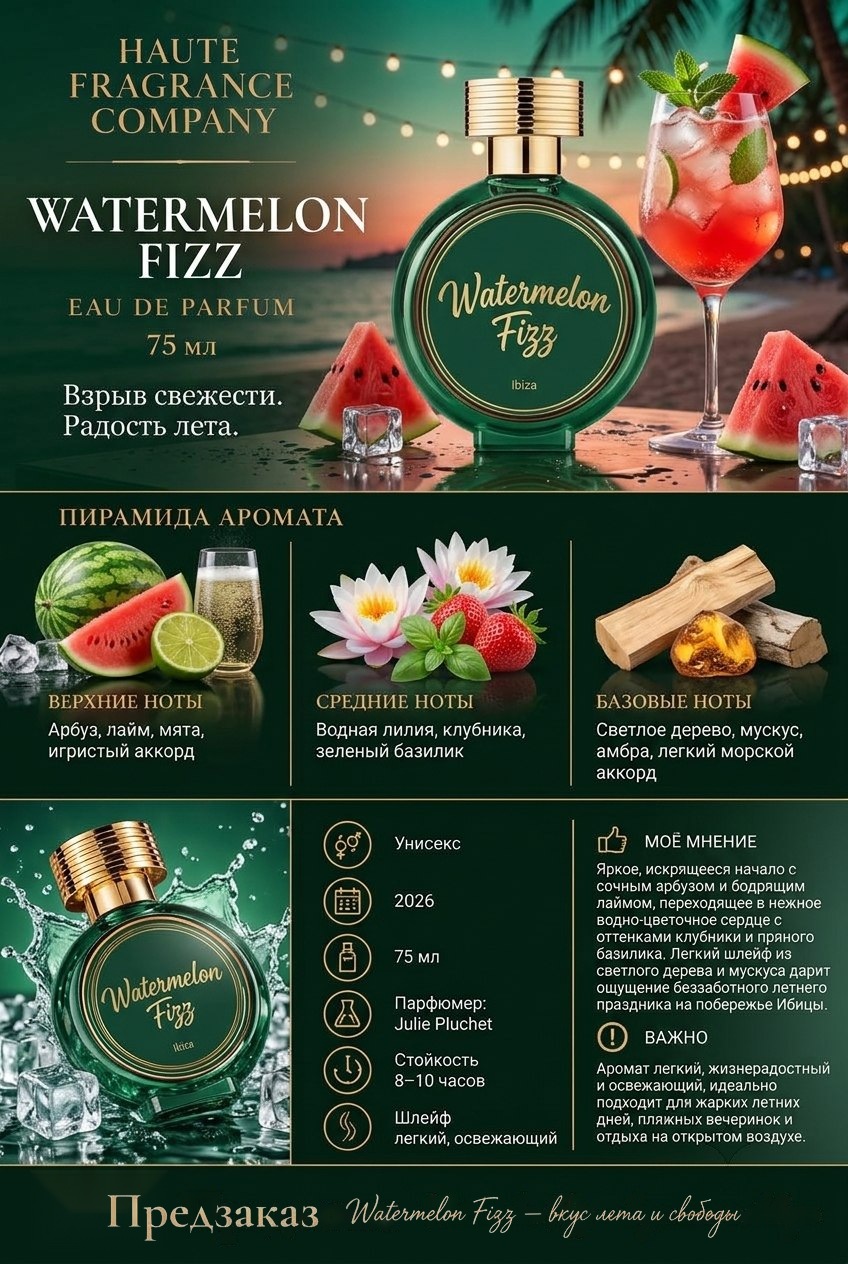 HAUTE
FRAGRANCE
COMPANY
WATERMELON
FIZZ
EAU DE PARFUM
75 мл
Взрыв свежести.
Радость лета.
Watermelon
Fizz
Ibiza
ПИРАМИДА АРОМАТА
ВЕРХНИЕ НОТЫ
Арбуз, лайм, мята,
игристый аккорд
СРЕДНИЕ НОТЫ
Водная лилия, клубника,
зеленый базилик
БАЗОВЫЕ НОТЫ
Светлое дерево, мускус,
амбра, легкий морской
аккорд
Watermelon
Fizz
Унисекс
2026
75 мл
Парфюмер:
Julie Pluchet
Стойкость
8–10 часов
Шлейф
легкий, освежающий
МОЁ МНЕНИЕ
Яркое, искрящееся начало с
сочным арбузом и бодрящим
лаймом, переходящее в нежное
водно-цветочное сердце с
оттенками клубники и пряного
базилика. Легкий шлейф из
светлого дерева и мускуса дарит
ощущение беззаботного летнего
праздника на побережье Ибицы.
ВАЖНО
Аромат легкий, жизнерадостный
и освежающий, идеально
подходит для жарких летних
дней, пляжных вечеринок и
отдыха на открытом воздухе.
Предзаказ
Watermelon Fizz — вкус лета и свободы